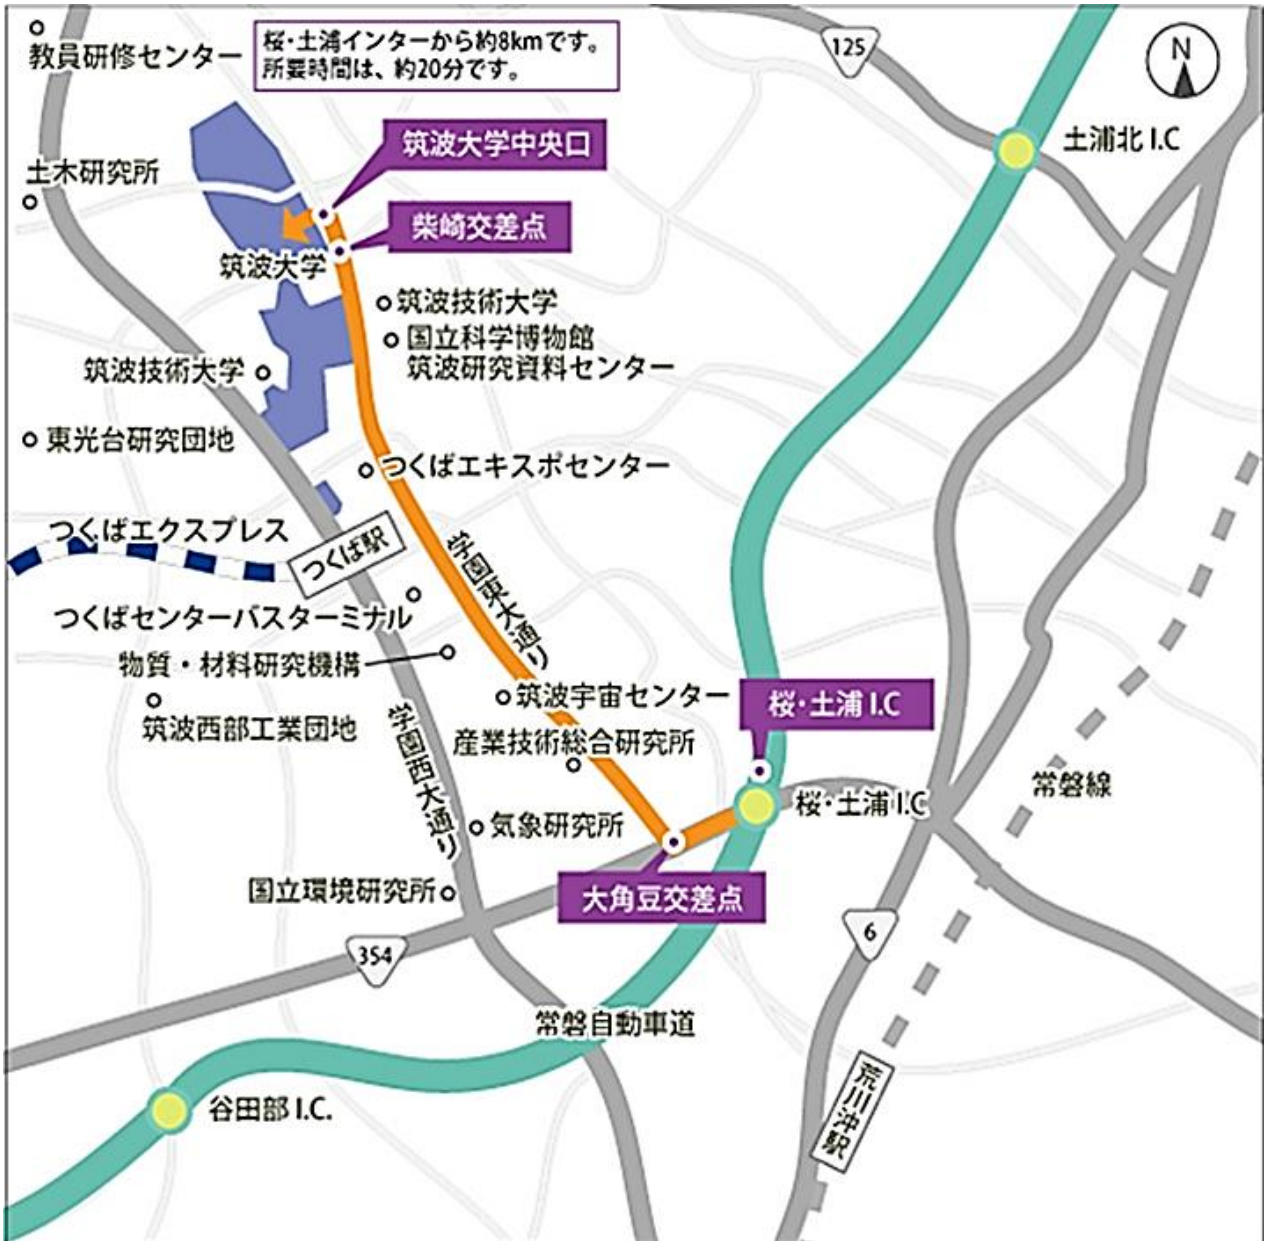 教員研修センター
桜・土浦インターから約8kmです。
所要時間は、約20分です。
125
N
土浦北 I.C
筑波大学中央口
土木研究所
柴崎交差点
筑波大学
筑波技術大学
国立科学博物館
筑波研究資料センター
筑波技術大学
東光台研究団地
つくばエキスポセンター
つくばエクスプレス
つくば駅
学園東大通り
つくばセンターバスターミナル
物質・材料研究機構
筑波西部工業団地
筑波宇宙センター
桜・土浦 I.C
学園西大通り
産業技術総合研究所
常磐線
桜・土浦 I.C
気象研究所
国立環境研究所
大角豆交差点
6
354
常磐自動車道
荒川沖駅
谷田部 I.C.